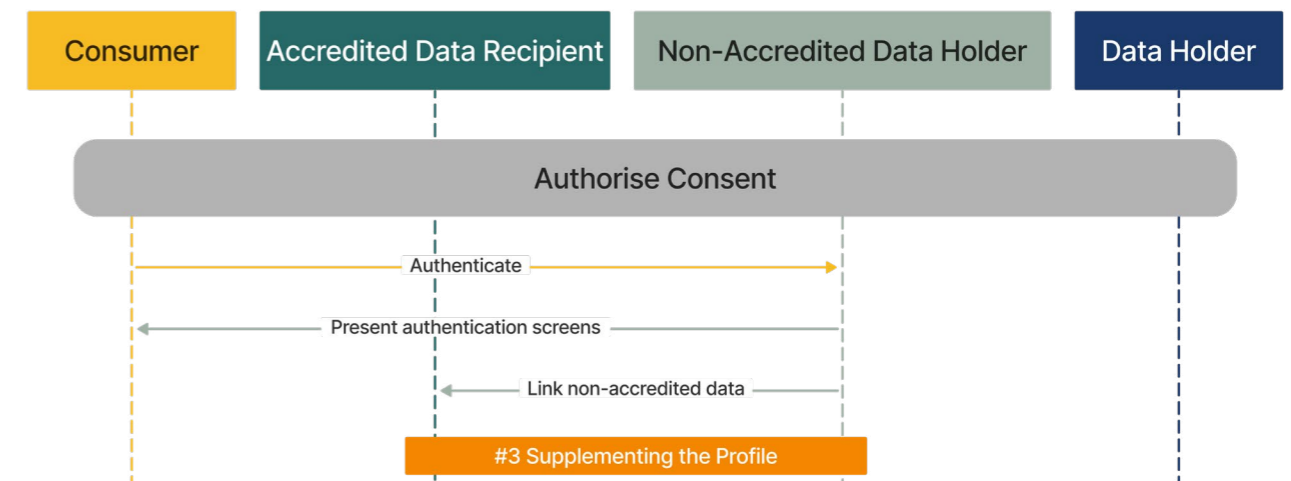 Consumer
Accredited Data Recipient
Non-Accredited Data Holder
Data Holder
Authorise Consent
Authenticate
Present authentication screens
Link non-accredited data
#3 Supplementing the Profile